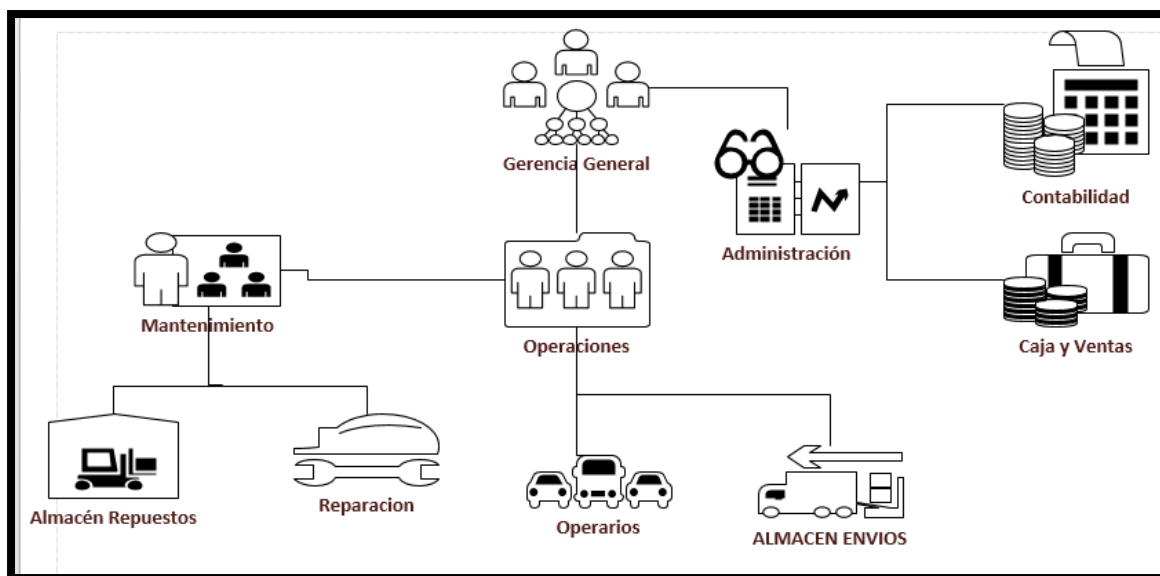 Gerencia General
Contabilidad
Administración
Mantenimiento
Operaciones
Caja y Ventas
Almacén Repuestos
Reparacion
Operarios
ALMACEN ENVIOS